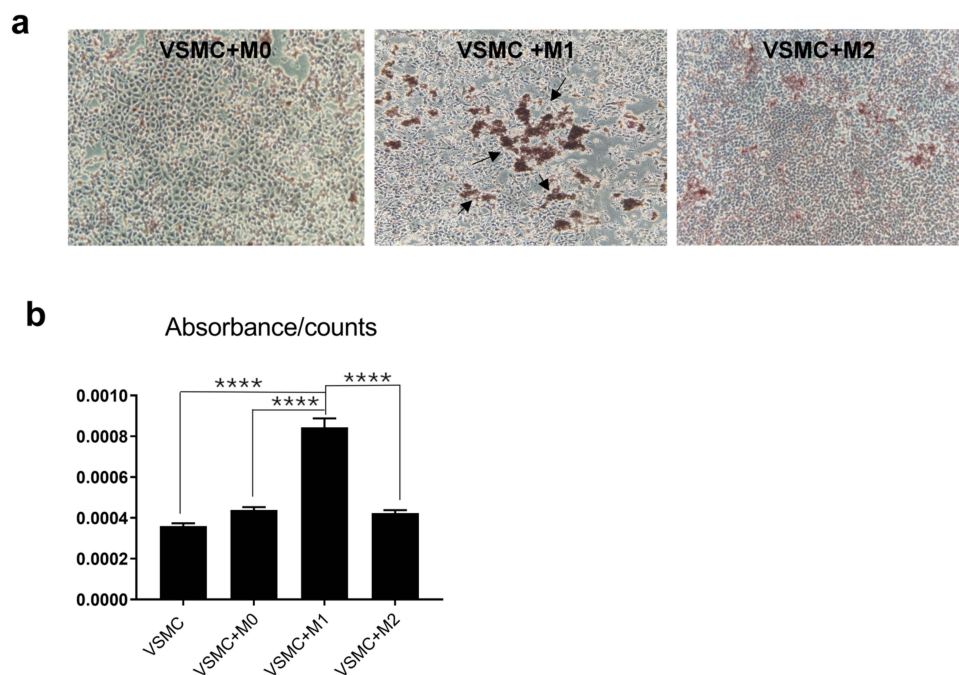 a
VSMC+M0
VSMC +M1
VSMC+M2
b
Absorbance/counts
****
****
****
0.0010
0.0008
0.0006
0.0004
0.0002
0.0000
VSMC
VSMC+M0
VSMC+M1
VSMC+M2